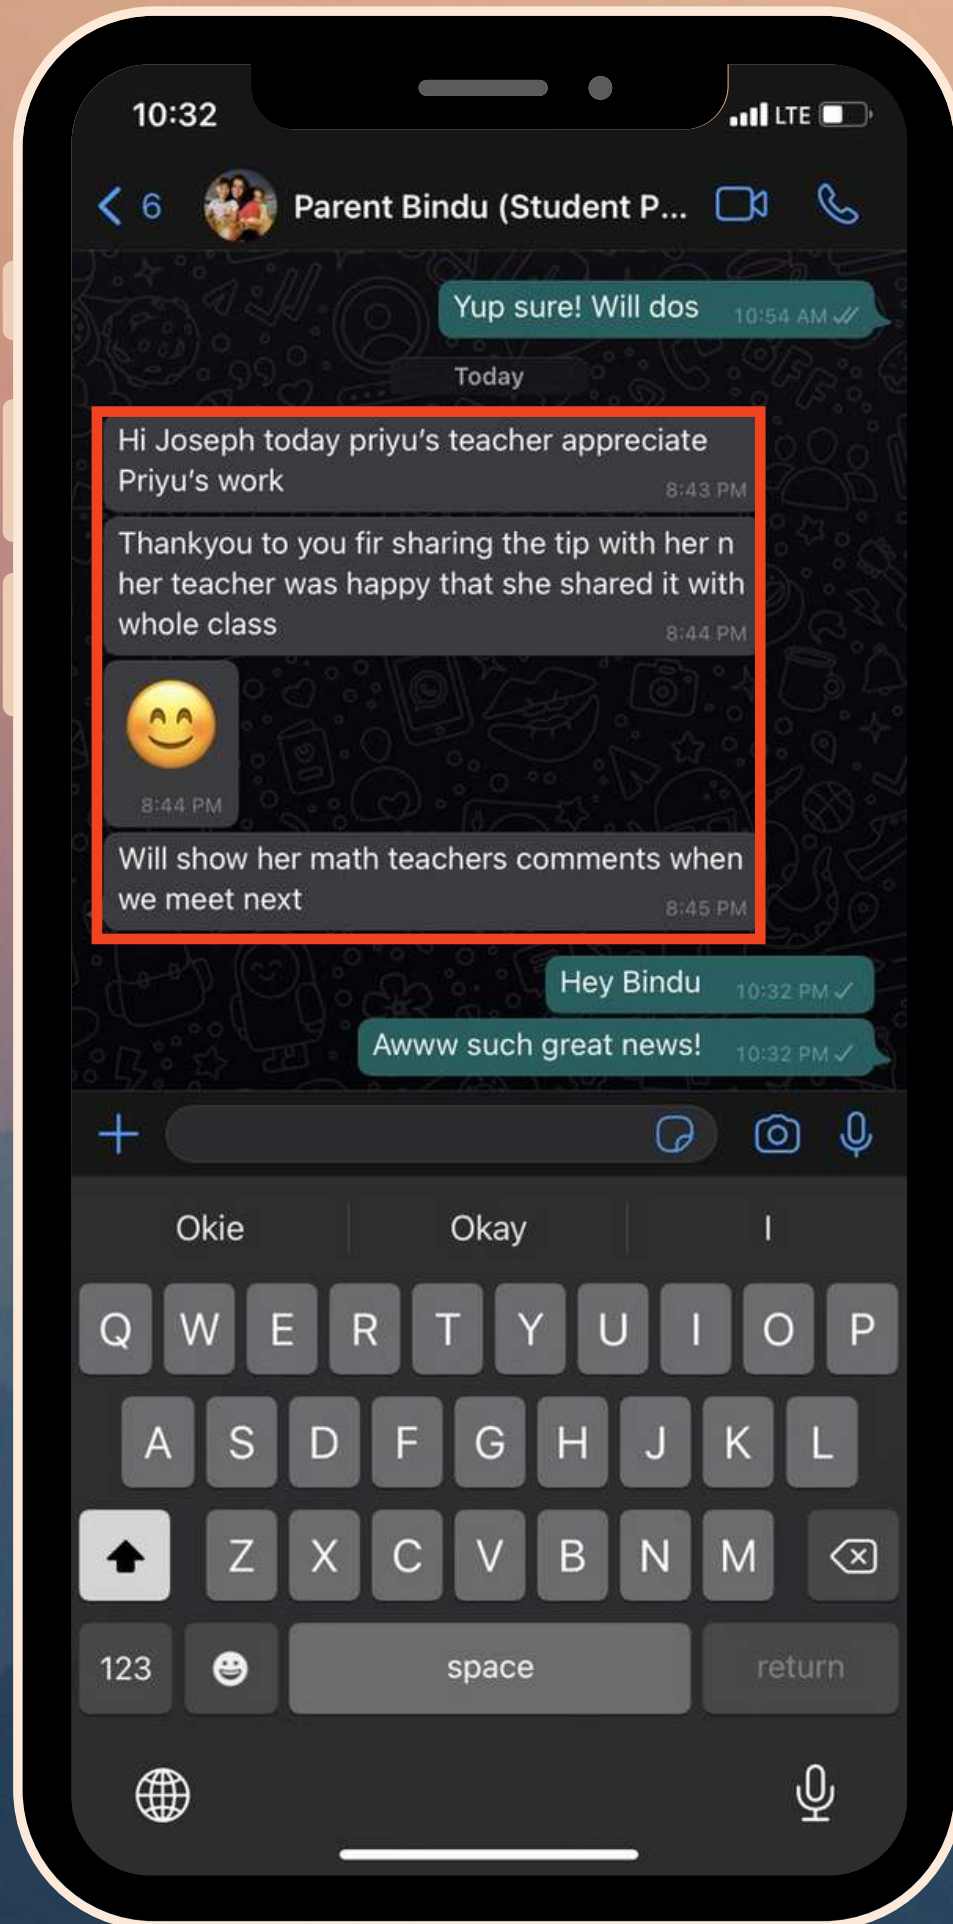 10:32
LTE
6
Parent Bindu (Student P...
Yup sure! Will dos
10:54 AM
Today
Hi Joseph today priyu's teacher appreciate
Priyu's work
8:43 PM
Thankyou to you fir sharing the tip with her n
her teacher was happy that she shared it with
whole class
8:44 PM
8:44 PM
Will show her math teachers comments when
we meet next
8:45 PM
Hey Bindu
10:32 PM
Awww such great news!
10:32 PM
Okie Okay I
Q W E R T Y U I O P
A S D F G H J K L
Z X C V B N M
123 space return